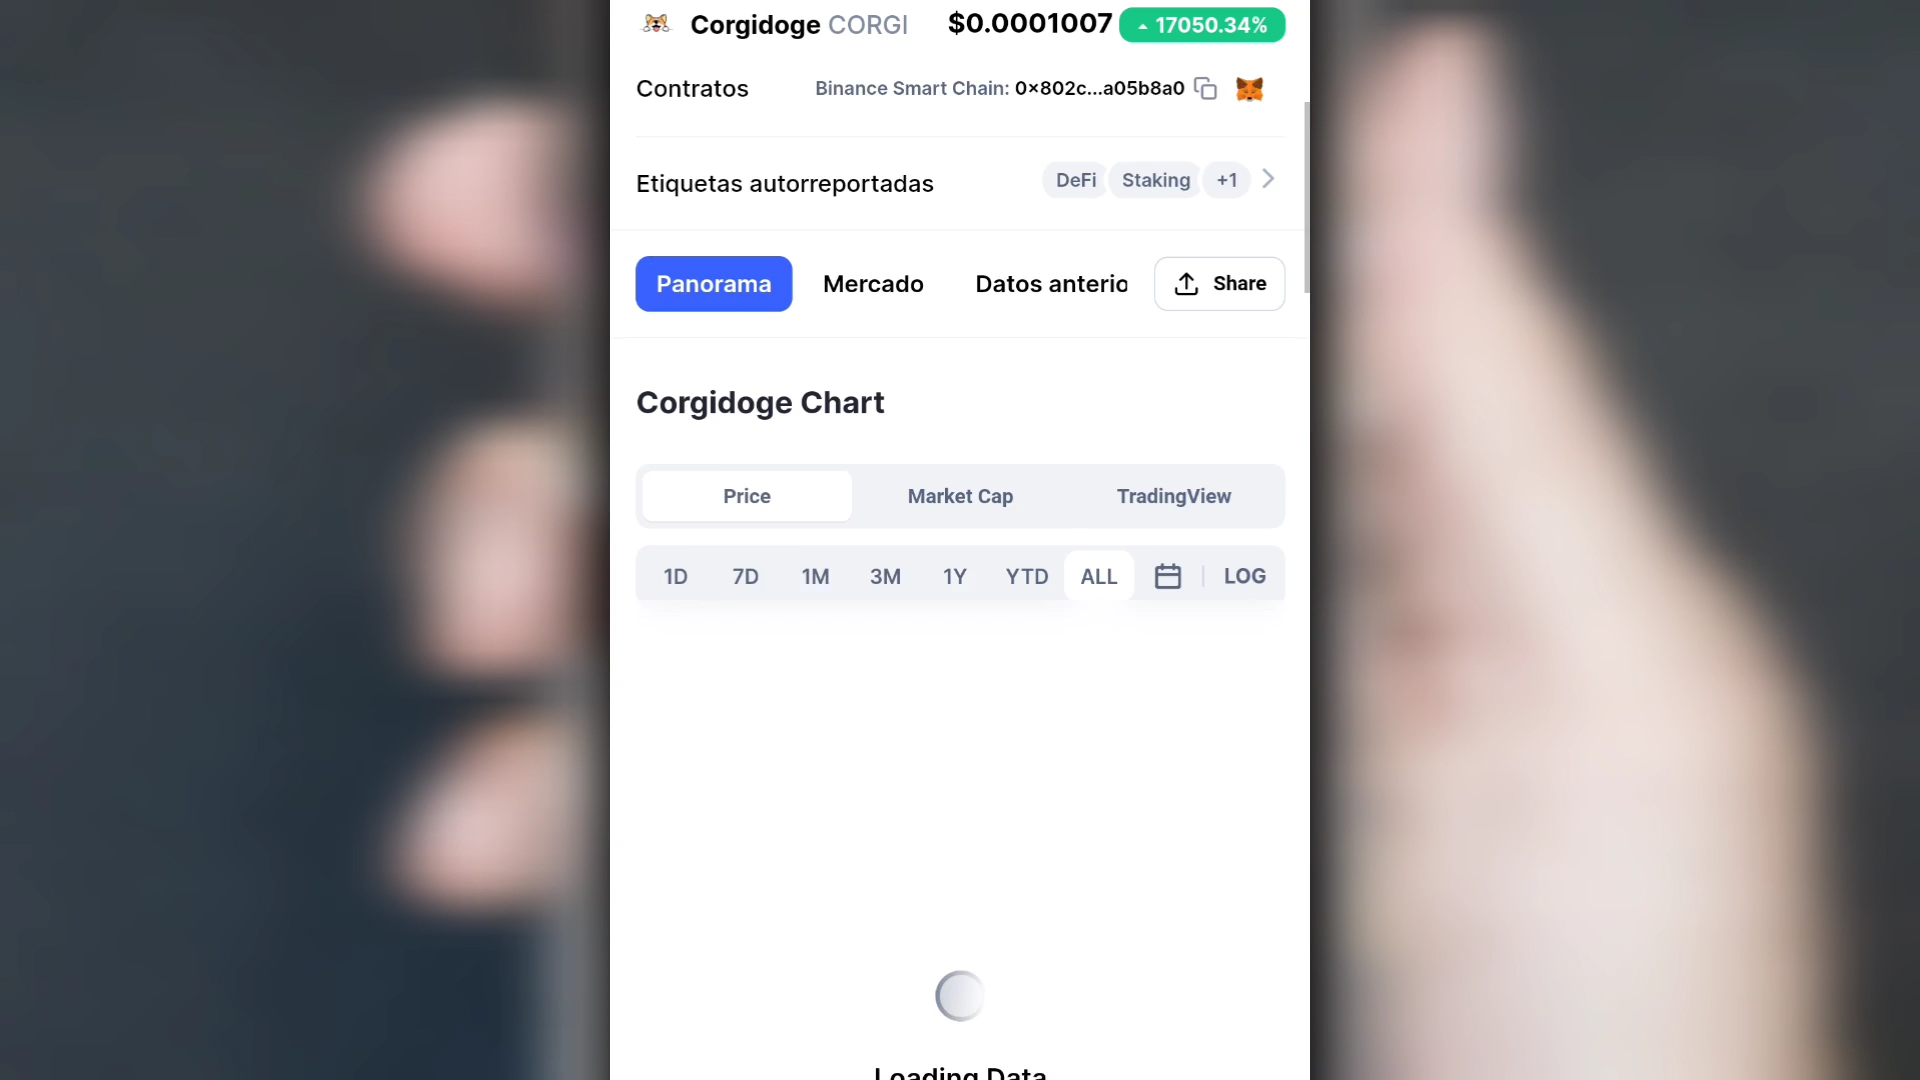 Corgidoge CORGI $0.0001007 17050.34%
Contratos Binance Smart Chain: 0x802c...a05b8a0
Etiquetas autorreportadas DeFi Staking +1
Panorama Mercado Datos anterio Share
Corgidoge Chart
Price Market Cap TradingView
1D 7D 1M 3M 1Y YTD ALL LOG
Loading Data